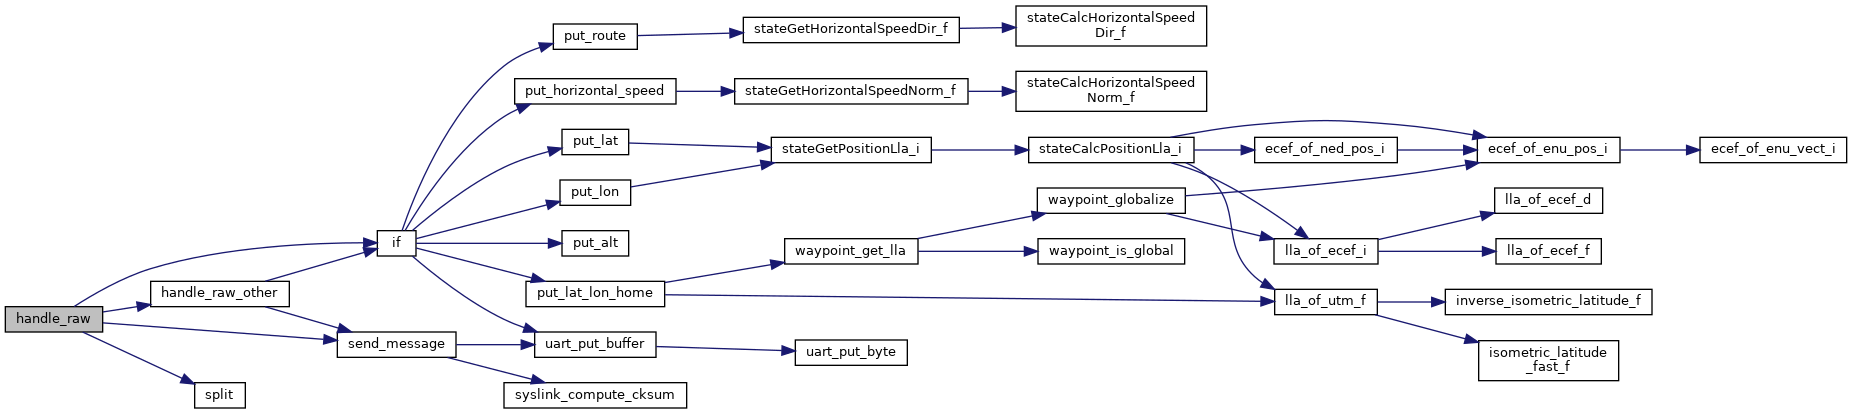 handle_raw
handle_raw_other
split
if
send_message
put_route
put_horizontal_speed
put_lat
put_lon
put_alt
put_lat_lon_home
uart_put_buffer
syslink_compute_cksum
stateGetHorizontalSpeedDir_f
stateGetHorizontalSpeedNorm_f
stateGetPositionLla_i
waypoint_get_lla
uart_put_byte
stateCalcHorizontalSpeed
Dir_f
stateCalcHorizontalSpeed
Norm_f
stateCalcPositionLla_i
waypoint_globalize
waypoint_is_global
ecef_of_ned_pos_i
lla_of_ecef_i
lla_of_utm_f
ecef_of_enu_pos_i
lla_of_ecef_d
lla_of_ecef_f
inverse_isometric_latitude_f
isometric_latitude
_fast_f
ecef_of_enu_vect_i